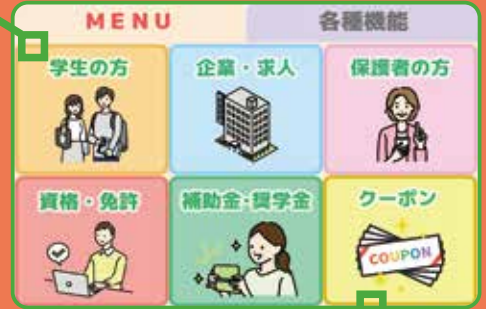 MENU 各種機能
学生の方 企業・求人 保護者の方
資格・免許 補助金・奨学金 クーポン
COUPON